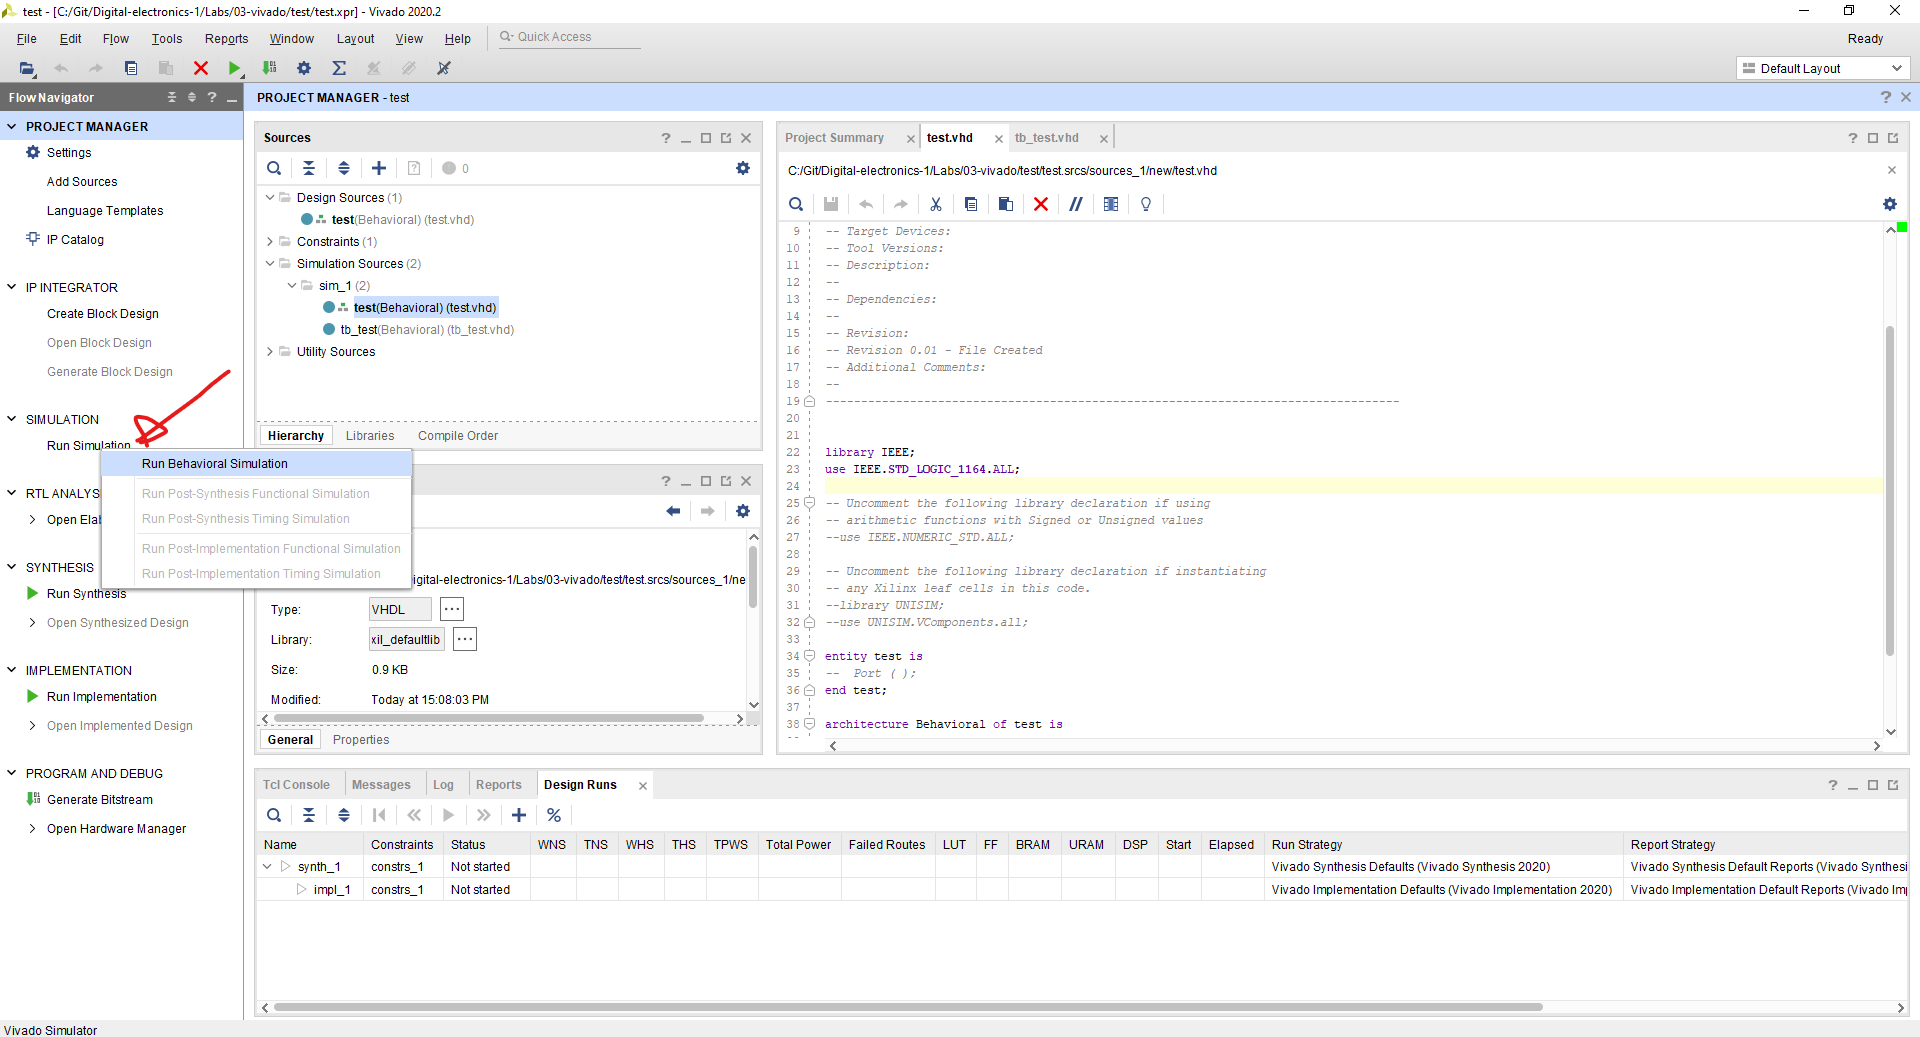 test - [C:/Git/Digital-electronics-1/Labs/03-vivado/test/test.xpr] - Vivado 2020.2
File Edit Flow Tools Reports Window Layout View Help Quick Access Ready
Default Layout
Flow Navigator
PROJECT MANAGER
Settings
Add Sources
Language Templates
IP Catalog
IP INTEGRATOR
Create Block Design
Open Block Design
Generate Block Design
SIMULATION
Run Simulation
Run Behavioral Simulation
Run Post-Synthesis Functional Simulation
Run Post-Synthesis Timing Simulation
Run Post-Implementation Functional Simulation
Run Post-Implementation Timing Simulation
RTL ANALYS
Open Elab
SYNTHESIS
Run Synthesis
Open Synthesized Design
IMPLEMENTATION
Run Implementation
Open Implemented Design
PROGRAM AND DEBUG
Generate Bitstream
Open Hardware Manager
PROJECT MANAGER - test
Sources
0
Design Sources (1)
test(Behavioral) (test.vhd)
Constraints (1)
Simulation Sources (2)
sim_1 (2)
test(Behavioral) (test.vhd)
tb_test(Behavioral) (tb_test.vhd)
Utility Sources
Hierarchy Libraries Compile Order
igital-electronics-1/Labs/03-vivado/test/test.srcs/sources_1/ne
Type: VHDL
Library: xil_defaultlib
Size: 0.9 KB
Modified: Today at 15:08:03 PM
General Properties
Project Summary test.vhd tb_test.vhd
C:/Git/Digital-electronics-1/Labs/03-vivado/test/test.srcs/sources_1/new/test.vhd
9 -- Target Devices:
10 -- Tool Versions:
11 -- Description:
12 --
13 -- Dependencies:
14 --
15 -- Revision:
16 -- Revision 0.01 - File Created
17 -- Additional Comments:
18 --
19 ----------------------------------------------------------------------------------
20
21
22 library IEEE;
23 use IEEE.STD_LOGIC_1164.ALL;
24
25 -- Uncomment the following library declaration if using
26 -- arithmetic functions with Signed or Unsigned values
27 --use IEEE.NUMERIC_STD.ALL;
28
29 -- Uncomment the following library declaration if instantiating
30 -- any Xilinx leaf cells in this code.
31 --library UNISIM;
32 --use UNISIM.VComponents.all;
33
34 entity test is
35 -- Port ( );
36 end test;
37
38 architecture Behavioral of test is
Tcl Console Messages Log Reports Design Runs
Name Constraints Status WNS TNS WHS THS TPWS Total Power Failed Routes LUT FF BRAM URAM DSP Start Elapsed Run Strategy Report Strategy
synth_1 constrs_1 Not started Vivado Synthesis Defaults (Vivado Synthesis 2020) Vivado Synthesis Default Reports (Vivado Synthesi
impl_1 constrs_1 Not started Vivado Implementation Defaults (Vivado Implementation 2020) Vivado Implementation Default Reports (Vivado Im
Vivado Simulator